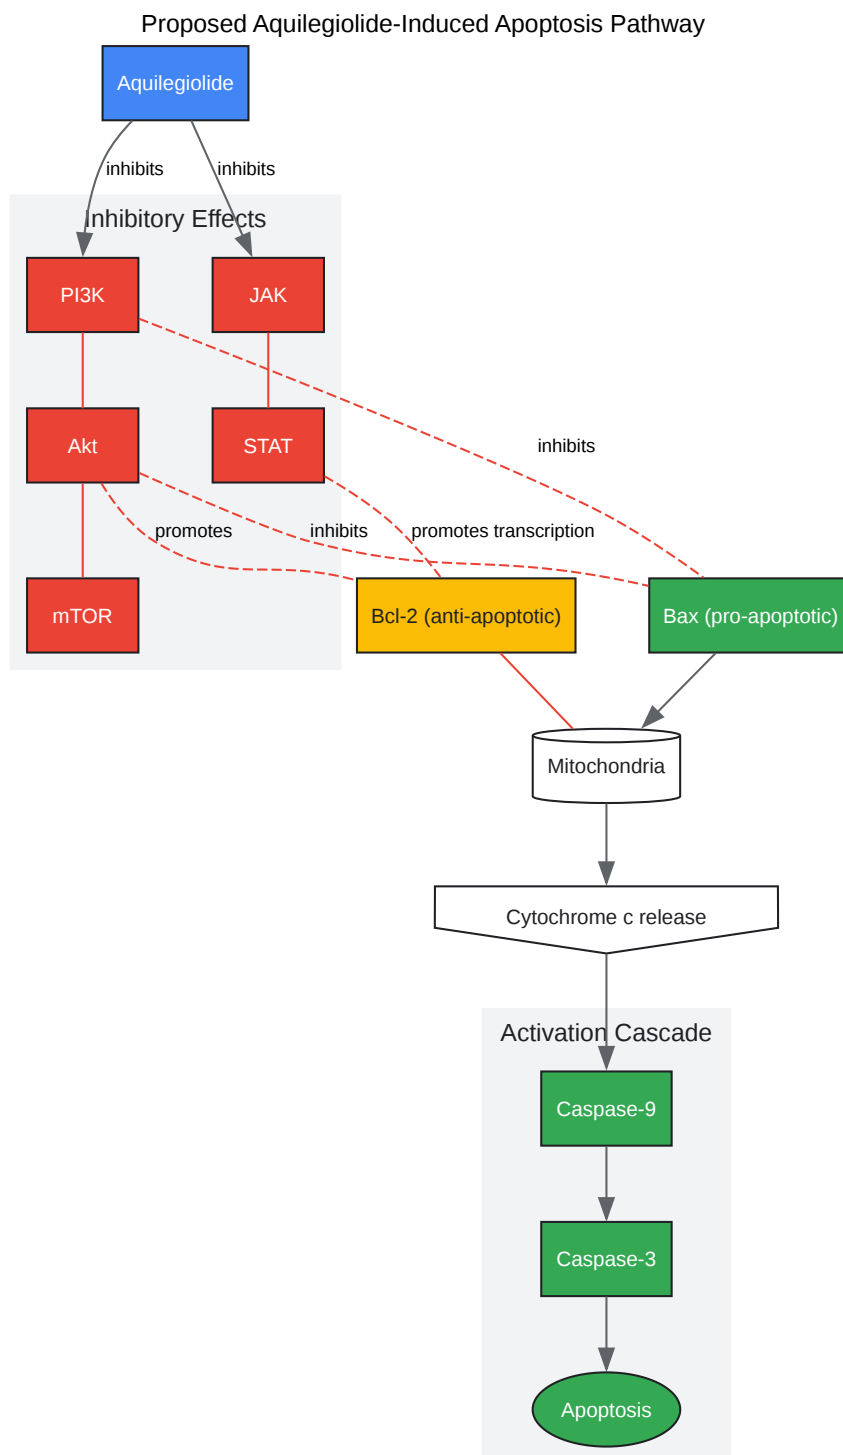 Proposed Aquilegiolide-Induced Apoptosis Pathway
Aquilegiolide
inhibits
inhibits
Inhibitory Effects
PI3K
JAK
Akt
STAT
inhibits
promotes
inhibits
promotes transcription
mTOR
Bcl-2 (anti-apoptotic)
Bax (pro-apoptotic)
Mitochondria
Cytochrome c release
Activation Cascade
Caspase-9
Caspase-3
Apoptosis